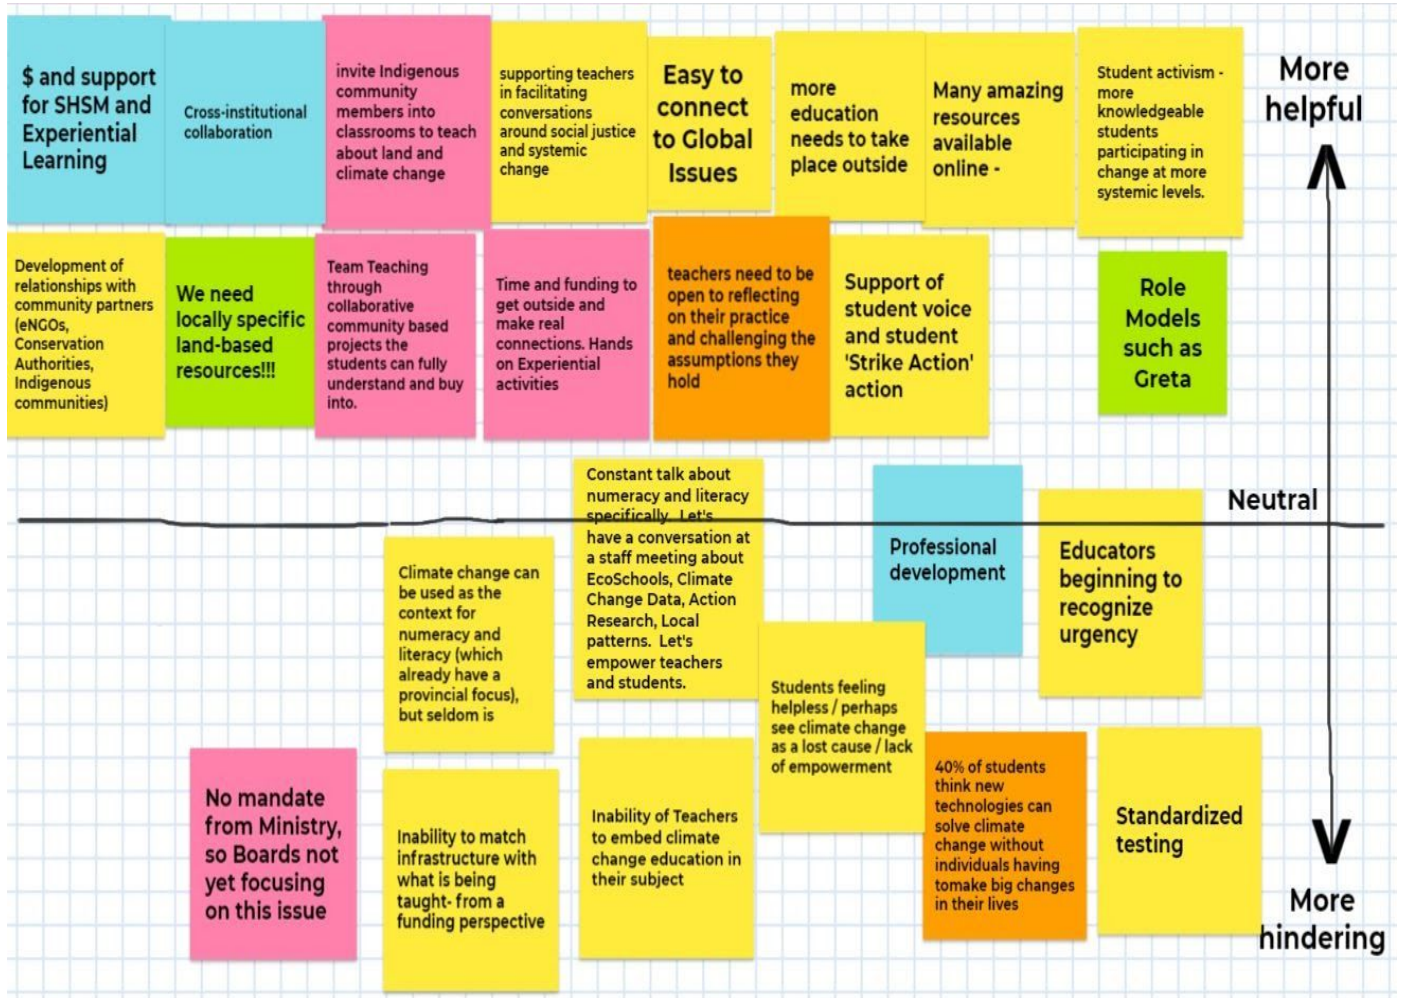 $ and support
for SHSM and
Experiential
Learning
Cross-institutional
collaboration
invite Indigenous
community
members into
classrooms to teach
about land and
climate change
supporting teachers
in facilitating
conversations
around social justice
and systemic
change
Easy to
connect
to Global
Issues
more
education
needs to take
place outside
Many amazing
resources
available
online -
Student activism -
more
knowledgeable
students
participating in
change at more
systemic levels.
More
helpful
Development of
relationships with
community partners
(eNGOs,
Conservation
Authorities,
Indigenous
communities)
We need
locally specific
land-based
resources!!!
Team Teaching
through
collaborative
community based
projects the
students can fully
understand and buy
into.
Time and funding to
get outside and
make real
connections. Hands
on Experiential
activities
teachers need to be
open to reflecting
on their practice
and challenging the
assumptions they
hold
Support of
student voice
and student
'Strike Action'
action
Role
Models
such as
Greta
Neutral
Constant talk about
numeracy and literacy
specifically. Let's
have a conversation at
a staff meeting about
EcoSchools, Climate
Change Data, Action
Research, Local
patterns. Let's
empower teachers
and students.
Professional
development
Educators
beginning to
recognize
urgency
Climate change can
be used as the
context for
numeracy and
literacy (which
already have a
provincial focus),
but seldom is
Students feeling
helpless / perhaps
see climate change
as a lost cause / lack
of empowerment
No mandate
from Ministry,
so Boards not
yet focusing
on this issue
Inability to match
infrastructure with
what is being
taught- from a
funding perspective
Inability of Teachers
to embed climate
change education in
their subject
40% of students
think new
technologies can
solve climate
change without
individuals having
tomake big changes
in their lives
Standardized
testing
More
hindering